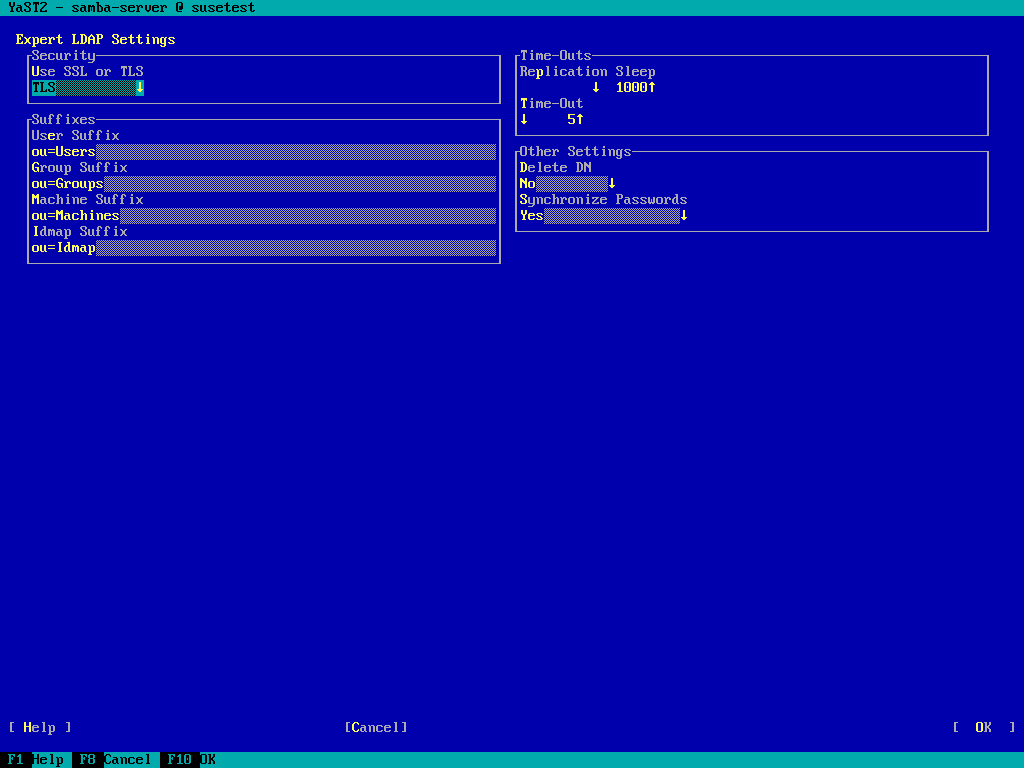 YaST2 - samba-server @ susetest
Expert LDAP Settings
Security
Use SSL or TLS
TLS↓
Suffixes
User Suffix
ou=Users
Group Suffix
ou=Groups
Machine Suffix
ou=Machines
Idmap Suffix
ou=Idmap
Time-Outs
Replication Sleep
↓ 1000↑
Time-Out
↓ 5↑
Other Settings
Delete DN
No↓
Synchronize Passwords
Yes↓
[ Help ] [Cancel] [ OK ]
F1 Help F8 Cancel F10 OK